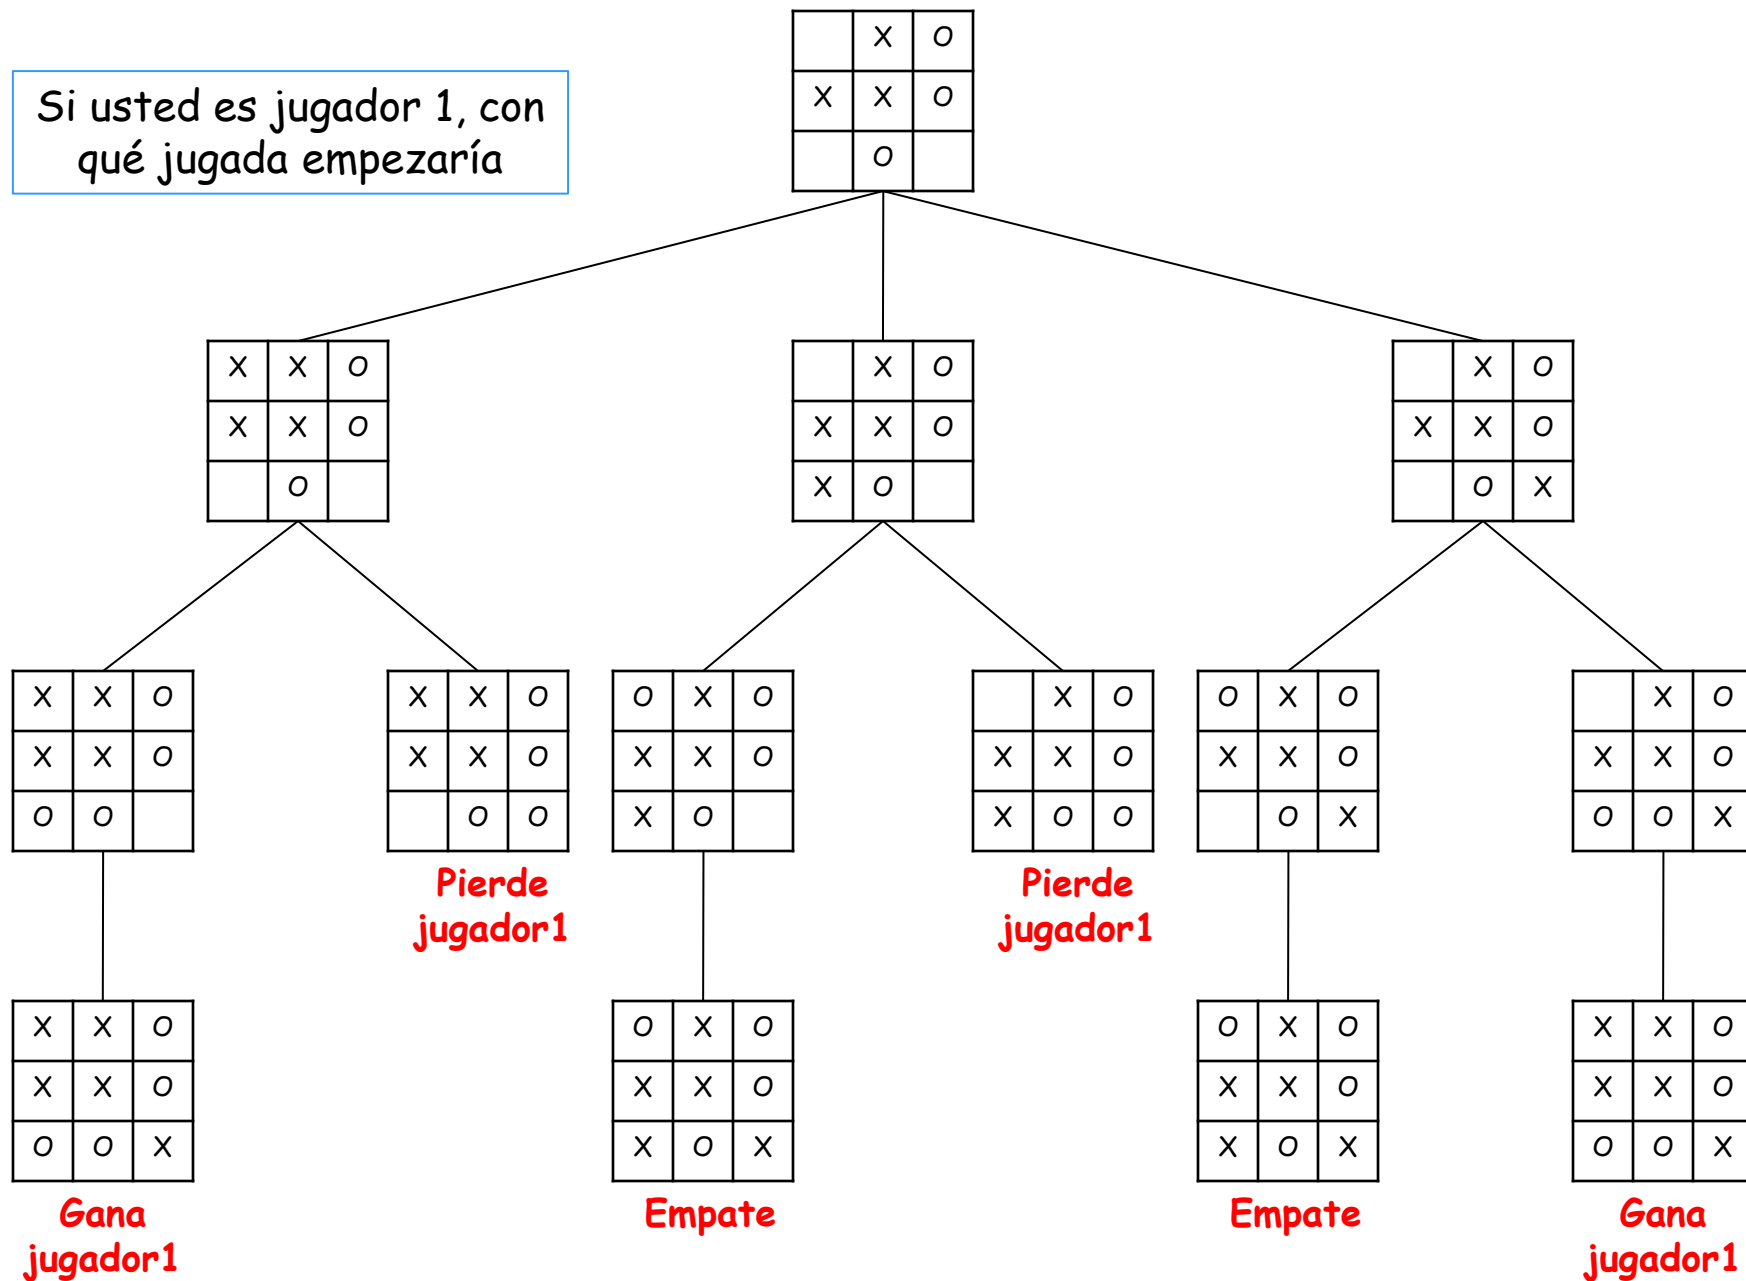 Si usted es jugador 1, con
qué jugada empezaría
X O
X X O
O
X X O
X X O
O
X O
X X O
X O
X O
X X O
O X
X X O
X X O
O O
X X O
X X O
O O
Pierde
jugador1
O X O
X X O
X O
X O
X X O
X O O
Pierde
jugador1
O X O
X X O
O X
X O
X X O
O O X
X X O
X X O
O O X
Gana
jugador1
O X O
X X O
X O X
Empate
O X O
X X O
X O X
Empate
X X O
X X O
O O X
Gana
jugador1